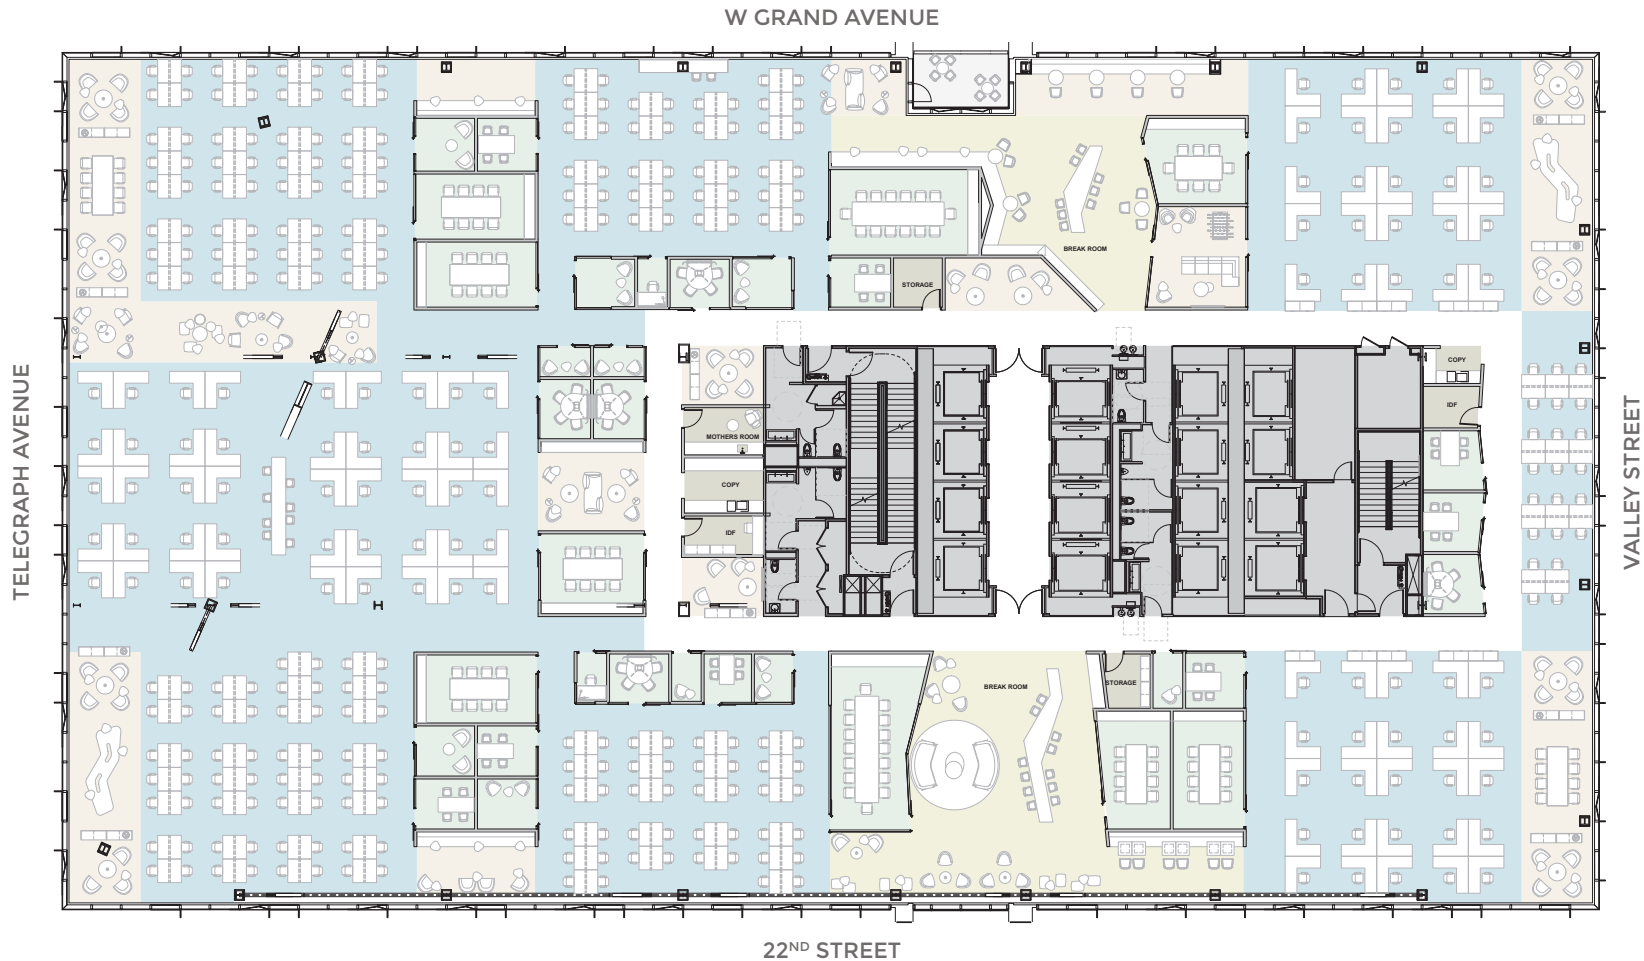 W GRAND AVENUE
BREAK ROOM
STORAGE
TELEGRAPH AVENUE
VALLEY STREET
COPY
IDF
MOTHERS ROOM
COPY
IDF
BREAK ROOM
STORAGE
22ND STREET